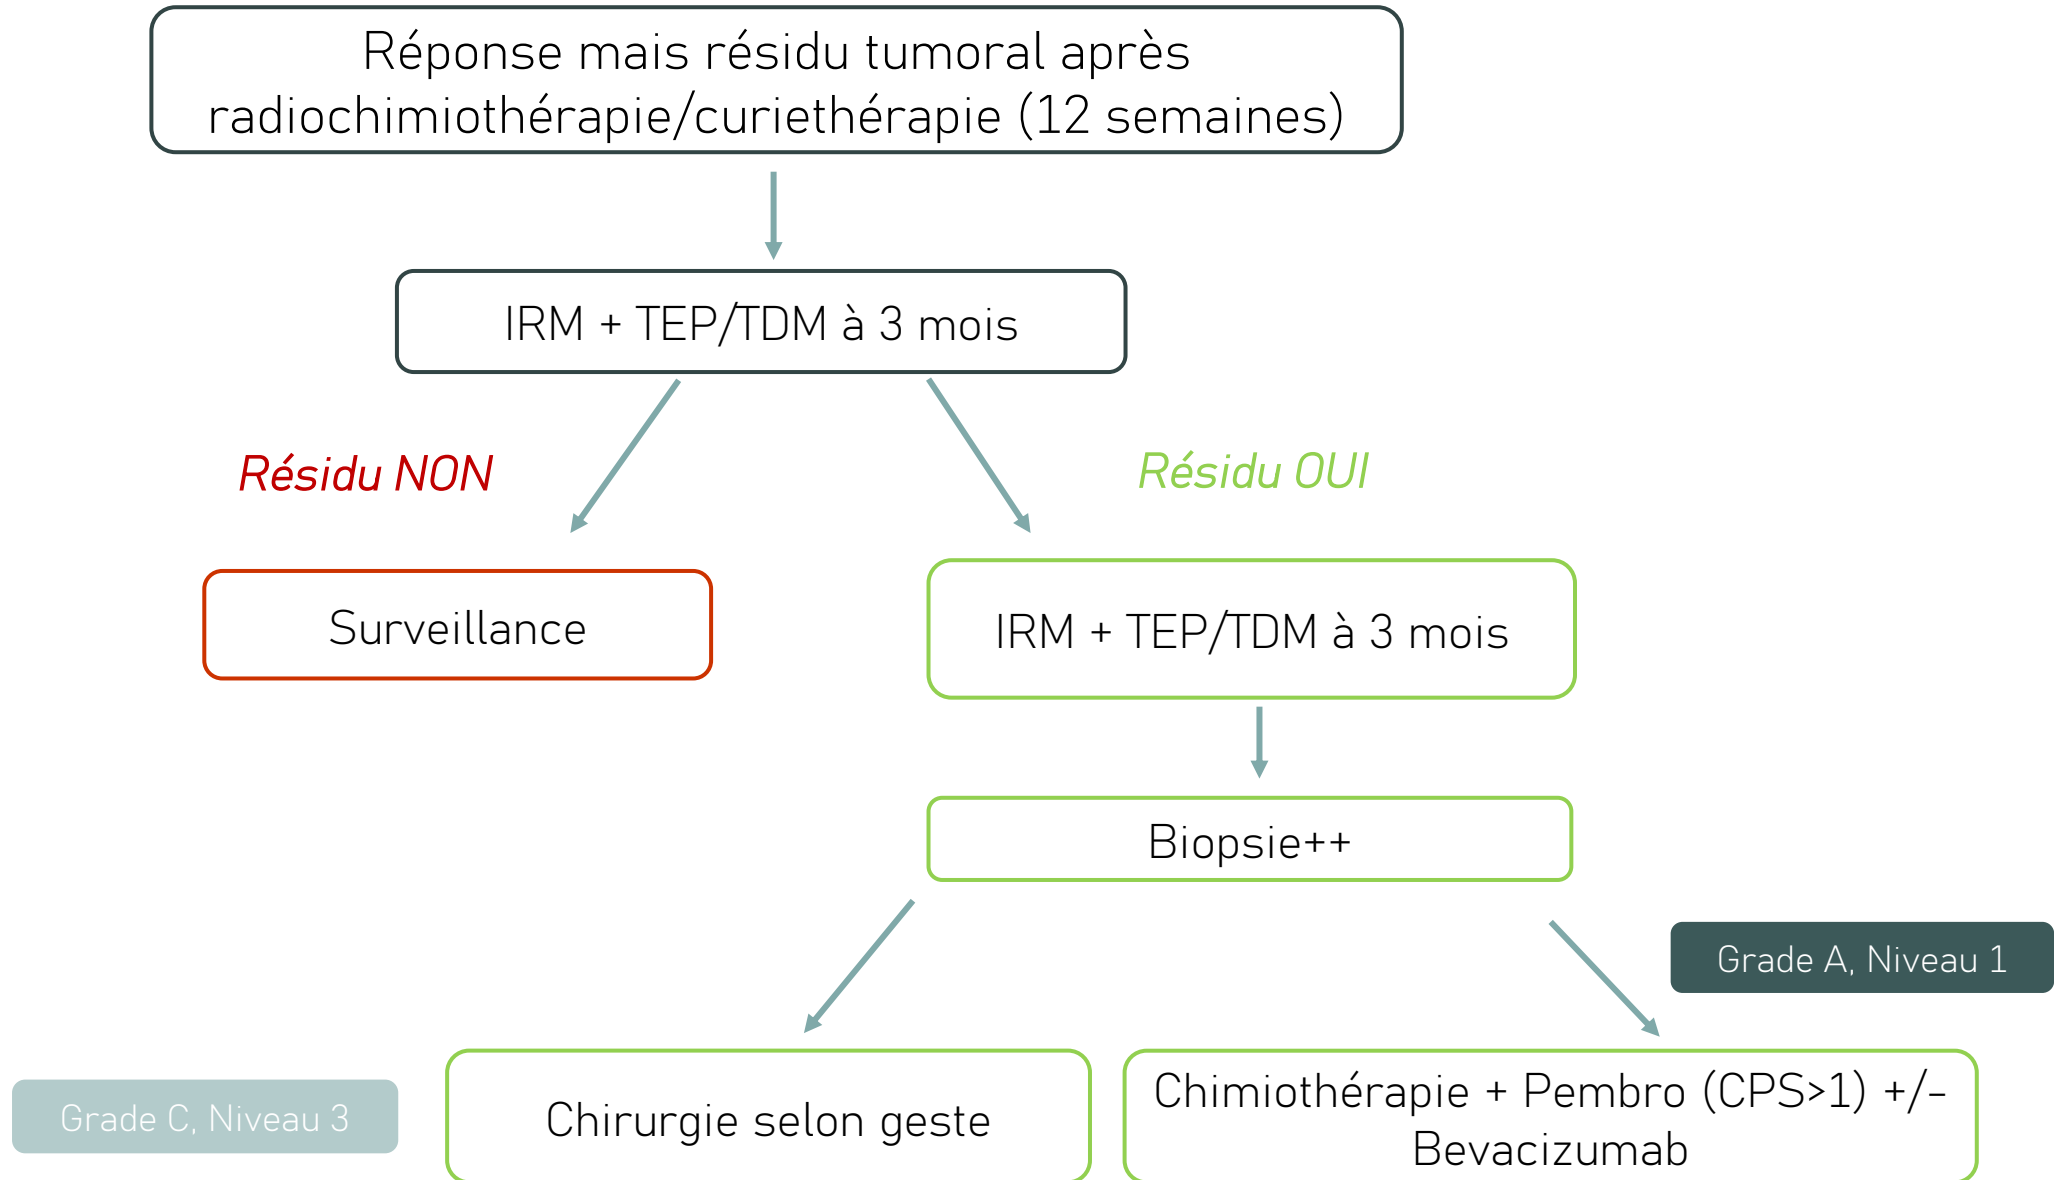 Réponse mais résidu tumoral après
radiochimiothérapie/curiethérapie (12 semaines)
IRM + TEP/TDM à 3 mois
Résidu NON
Résidu OUI
Surveillance
IRM + TEP/TDM à 3 mois
Biopsie++
Grade A, Niveau 1
Grade C, Niveau 3
Chirurgie selon geste
Chimiothérapie + Pembro (CPS>1) +/-
Bevacizumab